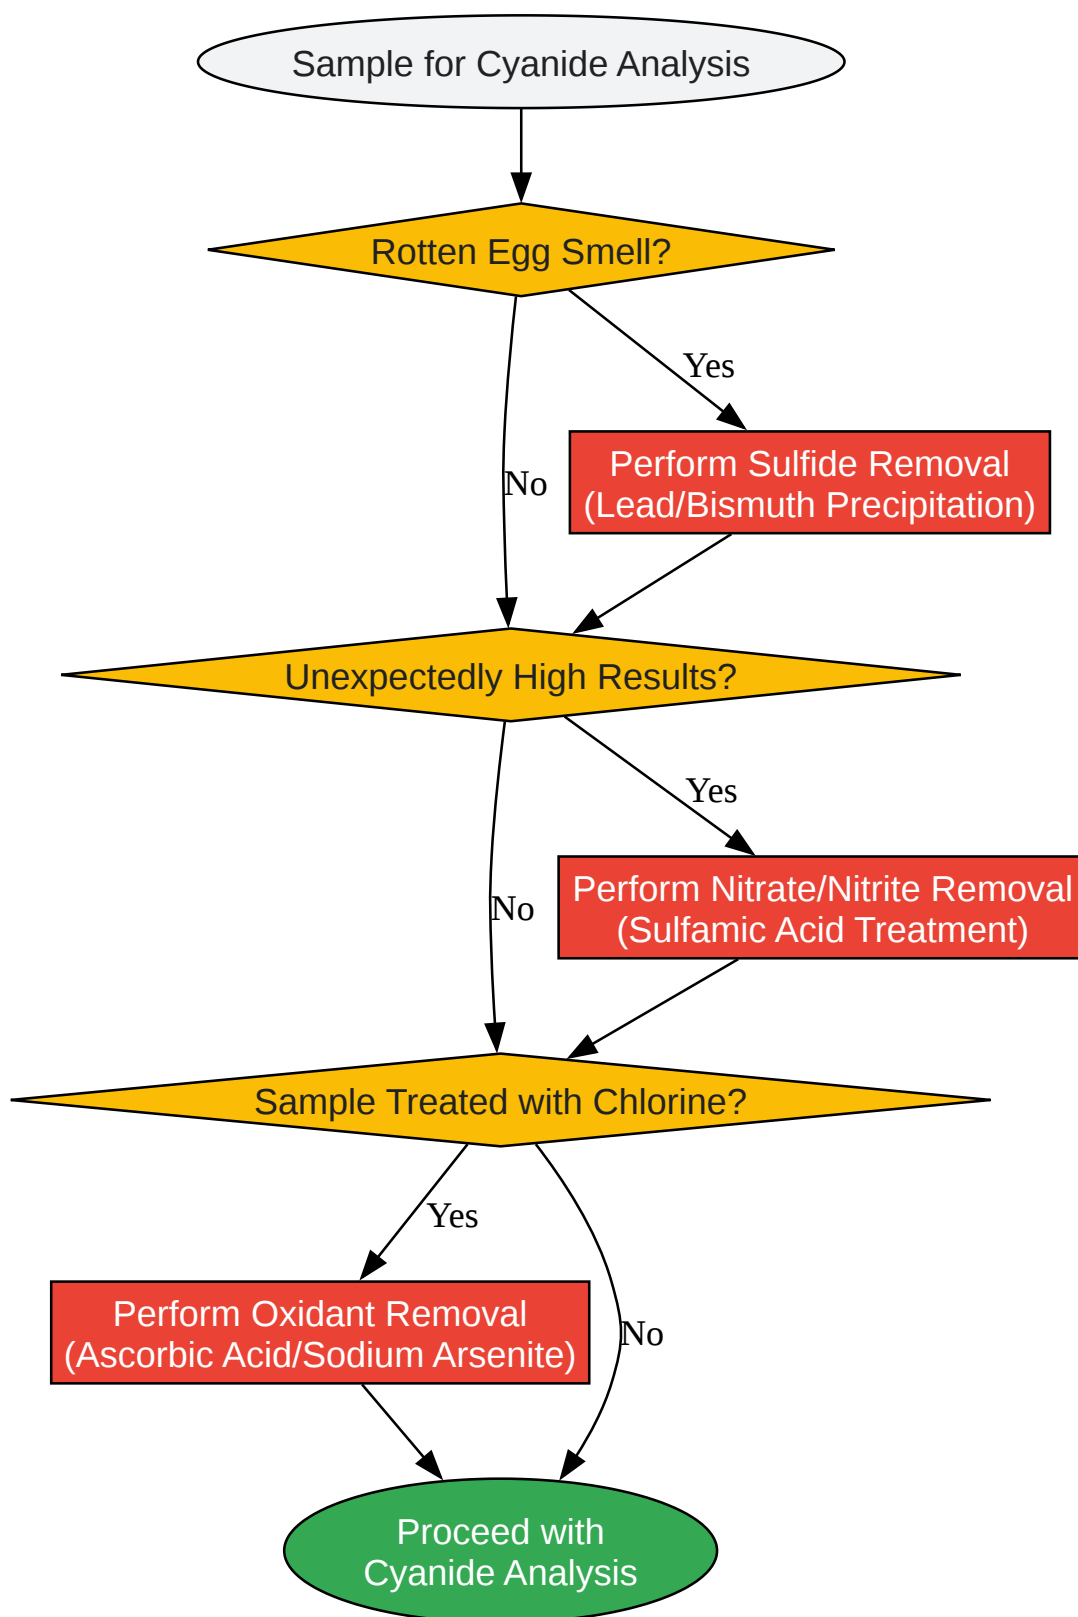 Sample for Cyanide Analysis
Rotten Egg Smell?
Yes
Perform Sulfide Removal
(Lead/Bismuth Precipitation)
No
Unexpectedly High Results?
Yes
Perform Nitrate/Nitrite Removal
(Sulfamic Acid Treatment)
No
Sample Treated with Chlorine?
Yes
Perform Oxidant Removal
(Ascorbic Acid/Sodium Arsenite)
No
Proceed with
Cyanide Analysis